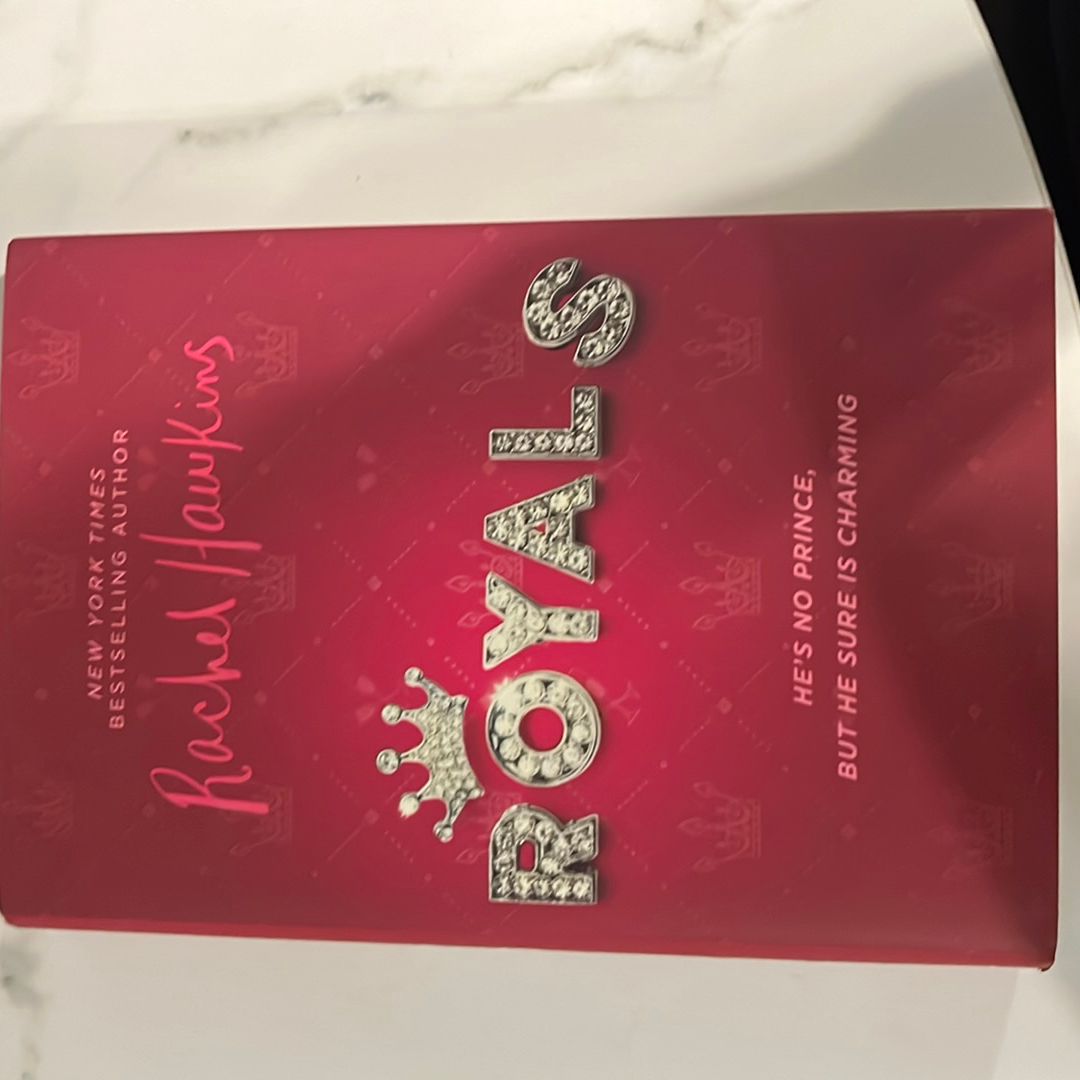 NEW YORK TIMES
BESTSELLING AUTHOR
Rachel Hawkins
ROYALS
HE'S NO PRINCE,
BUT HE SURE IS CHARMING